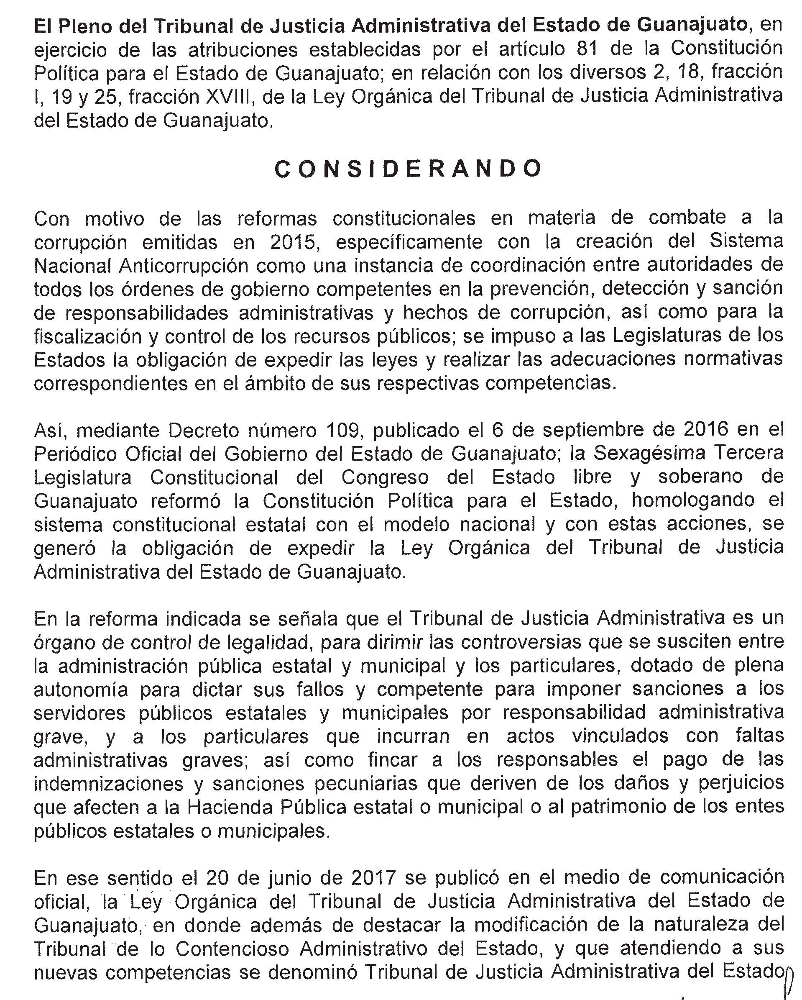 El Pleno del Tribunal de Justicia Administrativa del Estado de Guanajuato, en
ejercicio de las atribuciones establecidas por el artículo 81 de la Constitución
Política para el Estado de Guanajuato; en relación con los diversos 2, 18, fracción
I, 19 y 25, fracción XVIII, de la Ley Orgánica del Tribunal de Justicia Administrativa
del Estado de Guanajuato.
C O N S I D E R A N D O
Con motivo de las reformas constitucionales en materia de combate a la
corrupción emitidas en 2015, específicamente con la creación del Sistema
Nacional Anticorrupción como una instancia de coordinación entre autoridades de
todos los órdenes de gobierno competentes en la prevención, detección y sanción
de responsabilidades administrativas y hechos de corrupción, así como para la
fiscalización y control de los recursos públicos; se impuso a las Legislaturas de los
Estados la obligación de expedir las leyes y realizar las adecuaciones normativas
correspondientes en el ámbito de sus respectivas competencias.
Así, mediante Decreto número 109, publicado el 6 de septiembre de 2016 en el
Periódico Oficial del Gobierno del Estado de Guanajuato; la Sexagésima Tercera
Legislatura Constitucional del Congreso del Estado libre y soberano de
Guanajuato reformó la Constitución Política para el Estado, homologando el
sistema constitucional estatal con el modelo nacional y con estas acciones, se
generó la obligación de expedir la Ley Orgánica del Tribunal de Justicia
Administrativa del Estado de Guanajuato.
En la reforma indicada se señala que el Tribunal de Justicia Administrativa es un
órgano de control de legalidad, para dirimir las controversias que se susciten entre
la administración pública estatal y municipal y los particulares, dotado de plena
autonomía para dictar sus fallos y competente para imponer sanciones a los
servidores públicos estatales y municipales por responsabilidad administrativa
grave, y a los particulares que incurran en actos vinculados con faltas
administrativas graves; así como fincar a los responsables el pago de las
indemnizaciones y sanciones pecuniarias que deriven de los daños y perjuicios
que afecten a la Hacienda Pública estatal o municipal o al patrimonio de los entes
públicos estatales o municipales.
En ese sentido el 20 de junio de 2017 se publicó en el medio de comunicación
oficial, la Ley Orgánica del Tribunal de Justicia Administrativa del Estado de
Guanajuato, en donde además de destacar la modificación de la naturaleza del
Tribunal de lo Contencioso Administrativo del Estado, y que atendiendo a sus
nuevas competencias se denominó Tribunal de Justicia Administrativa del Estado